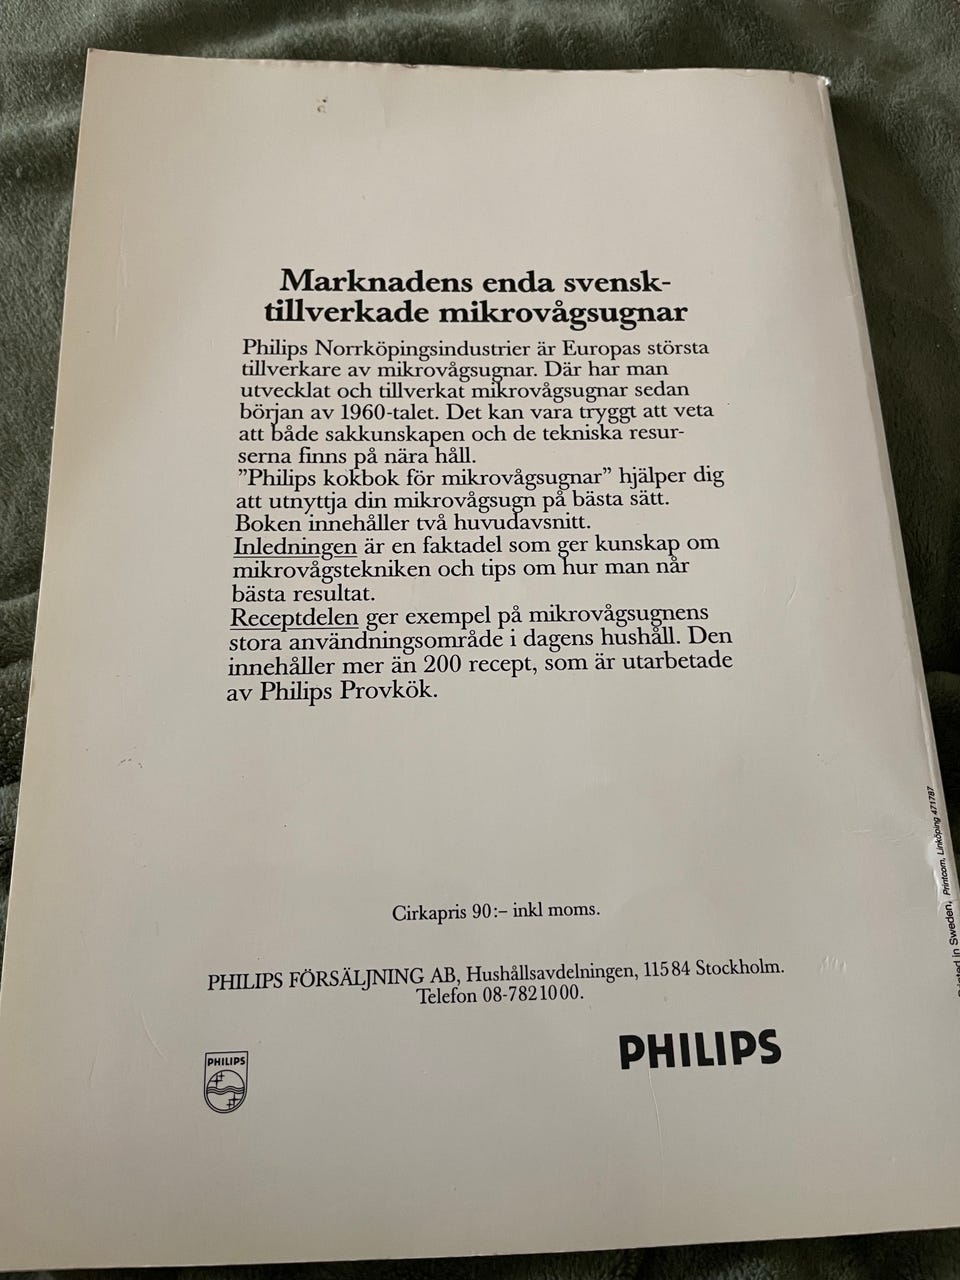 Marknadens enda svensk-
tillverkade mikrovågsugnar
Philips Norrköpingsindustrier är Europas största
tillverkare av mikrovågsugnar. Där har man
utvecklat och tillverkat mikrovågsugnar sedan
början av 1960-talet. Det kan vara tryggt att veta
att både sakkunskapen och de tekniska resur-
serna finns på nära håll.
”Philips kokbok för mikrovågsugnar” hjälper dig
att utnyttja din mikrovågsugn på bästa sätt.
Boken innehåller två huvudavsnitt.
Inledningen är en faktadel som ger kunskap om
mikrovågstekniken och tips om hur man når
bästa resultat.
Receptdelen ger exempel på mikrovågsugnens
stora användningsområde i dagens hushåll. Den
innehåller mer än 200 recept, som är utarbetade
av Philips Provkök.
Cirkapris 90:– inkl moms.
PHILIPS FÖRSÄLJNING AB, Hushållsavdelningen, 115 84 Stockholm.
Telefon 08-782 10 00.
PHILIPS
PHILIPS
in Sweden, Printcom, Linköping 471787